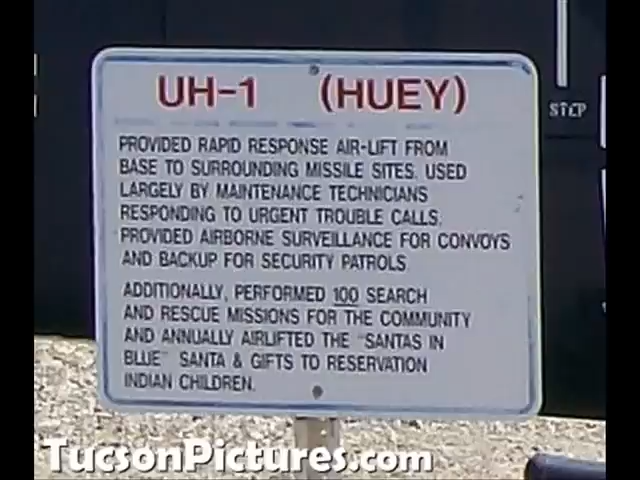 UH-1 (HUEY)
STEP
PROVIDED RAPID RESPONSE AIR-LIFT FROM
BASE TO SURROUNDING MISSILE SITES. USED
LARGELY BY MAINTENANCE TECHNICIANS
RESPONDING TO URGENT TROUBLE CALLS.
PROVIDED AIRBORNE SURVEILLANCE FOR CONVOYS
AND BACKUP FOR SECURITY PATROLS.
ADDITIONALLY, PERFORMED 100 SEARCH
AND RESCUE MISSIONS FOR THE COMMUNITY
AND ANNUALLY AIRLIFTED THE "SANTAS IN
BLUE" SANTA & GIFTS TO RESERVATION
INDIAN CHILDREN.
TucsonPictures.com